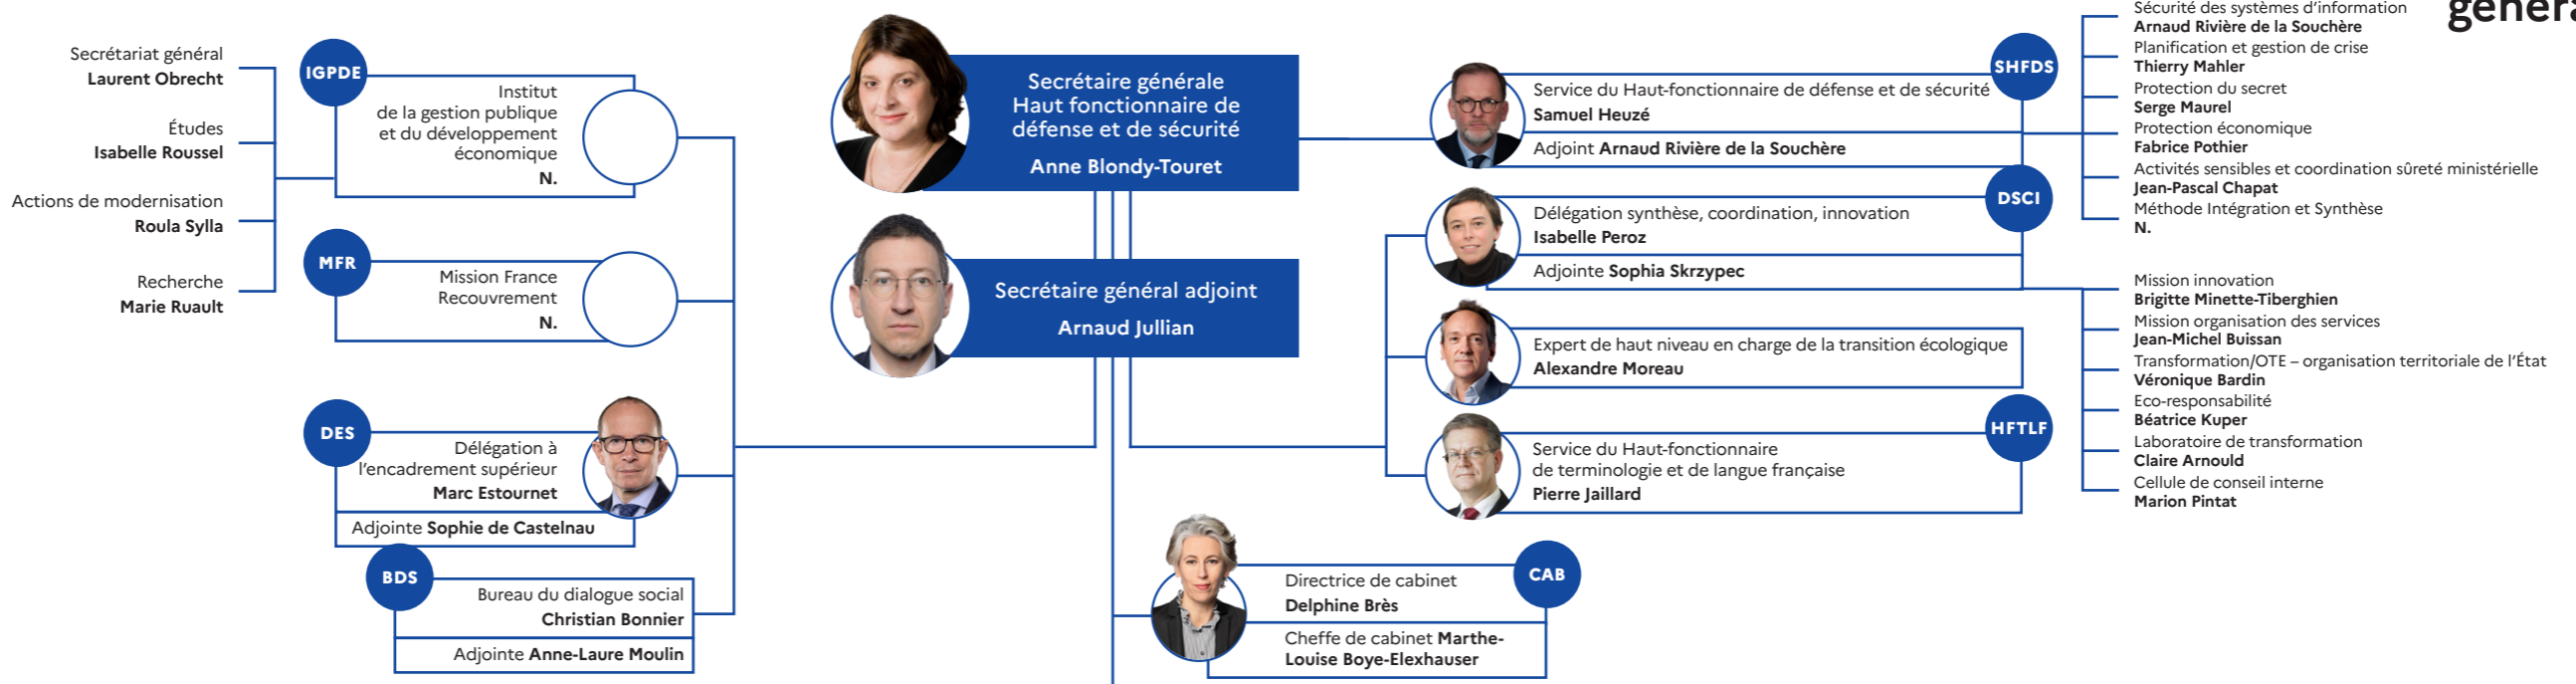 Secrétariat général
Laurent Obrecht
Études
Isabelle Roussel
Actions de modernisation
Roula Sylla
Recherche
Marie Ruault
IGPDE
Institut
de la gestion publique
et du développement
économique
N.
MFR
Mission France
Recouvrement
N.
DES
Délégation à
l'encadrement supérieur
Marc Estournet
Adjointe Sophie de Castelnau
BDS
Bureau du dialogue social
Christian Bonnier
Adjointe Anne-Laure Moulin
Secrétaire générale
Haut fonctionnaire de
défense et de sécurité
Anne Blondy-Touret
Secrétaire général adjoint
Arnaud Jullian
SHFDS
Service du Haut-fonctionnaire de défense et de sécurité
Samuel Heuzé
Adjoint Arnaud Rivière de la Souchère
DSCI
Délégation synthèse, coordination, innovation
Isabelle Peroz
Adjointe Sophia Skrzypec
Expert de haut niveau en charge de la transition écologique
Alexandre Moreau
HFTLF
Service du Haut-fonctionnaire
de terminologie et de langue française
Pierre Jaillard
CAB
Directrice de cabinet
Delphine Brès
Cheffe de cabinet Marthe-
Louise Boye-Elexhauser
Sécurité des systèmes d'information
Arnaud Rivière de la Souchère
Planification et gestion de crise
Thierry Mahler
Protection du secret
Serge Maurel
Protection économique
Fabrice Pothier
Activités sensibles et coordination sûreté ministérielle
Jean-Pascal Chapat
Méthode Intégration et Synthèse
N.
Mission innovation
Brigitte Minette-Tiberghien
Mission organisation des services
Jean-Michel Buissan
Transformation/OTE – organisation territoriale de l'État
Véronique Bardin
Eco-responsabilité
Béatrice Kuper
Laboratoire de transformation
Claire Arnould
Cellule de conseil interne
Marion Pintat